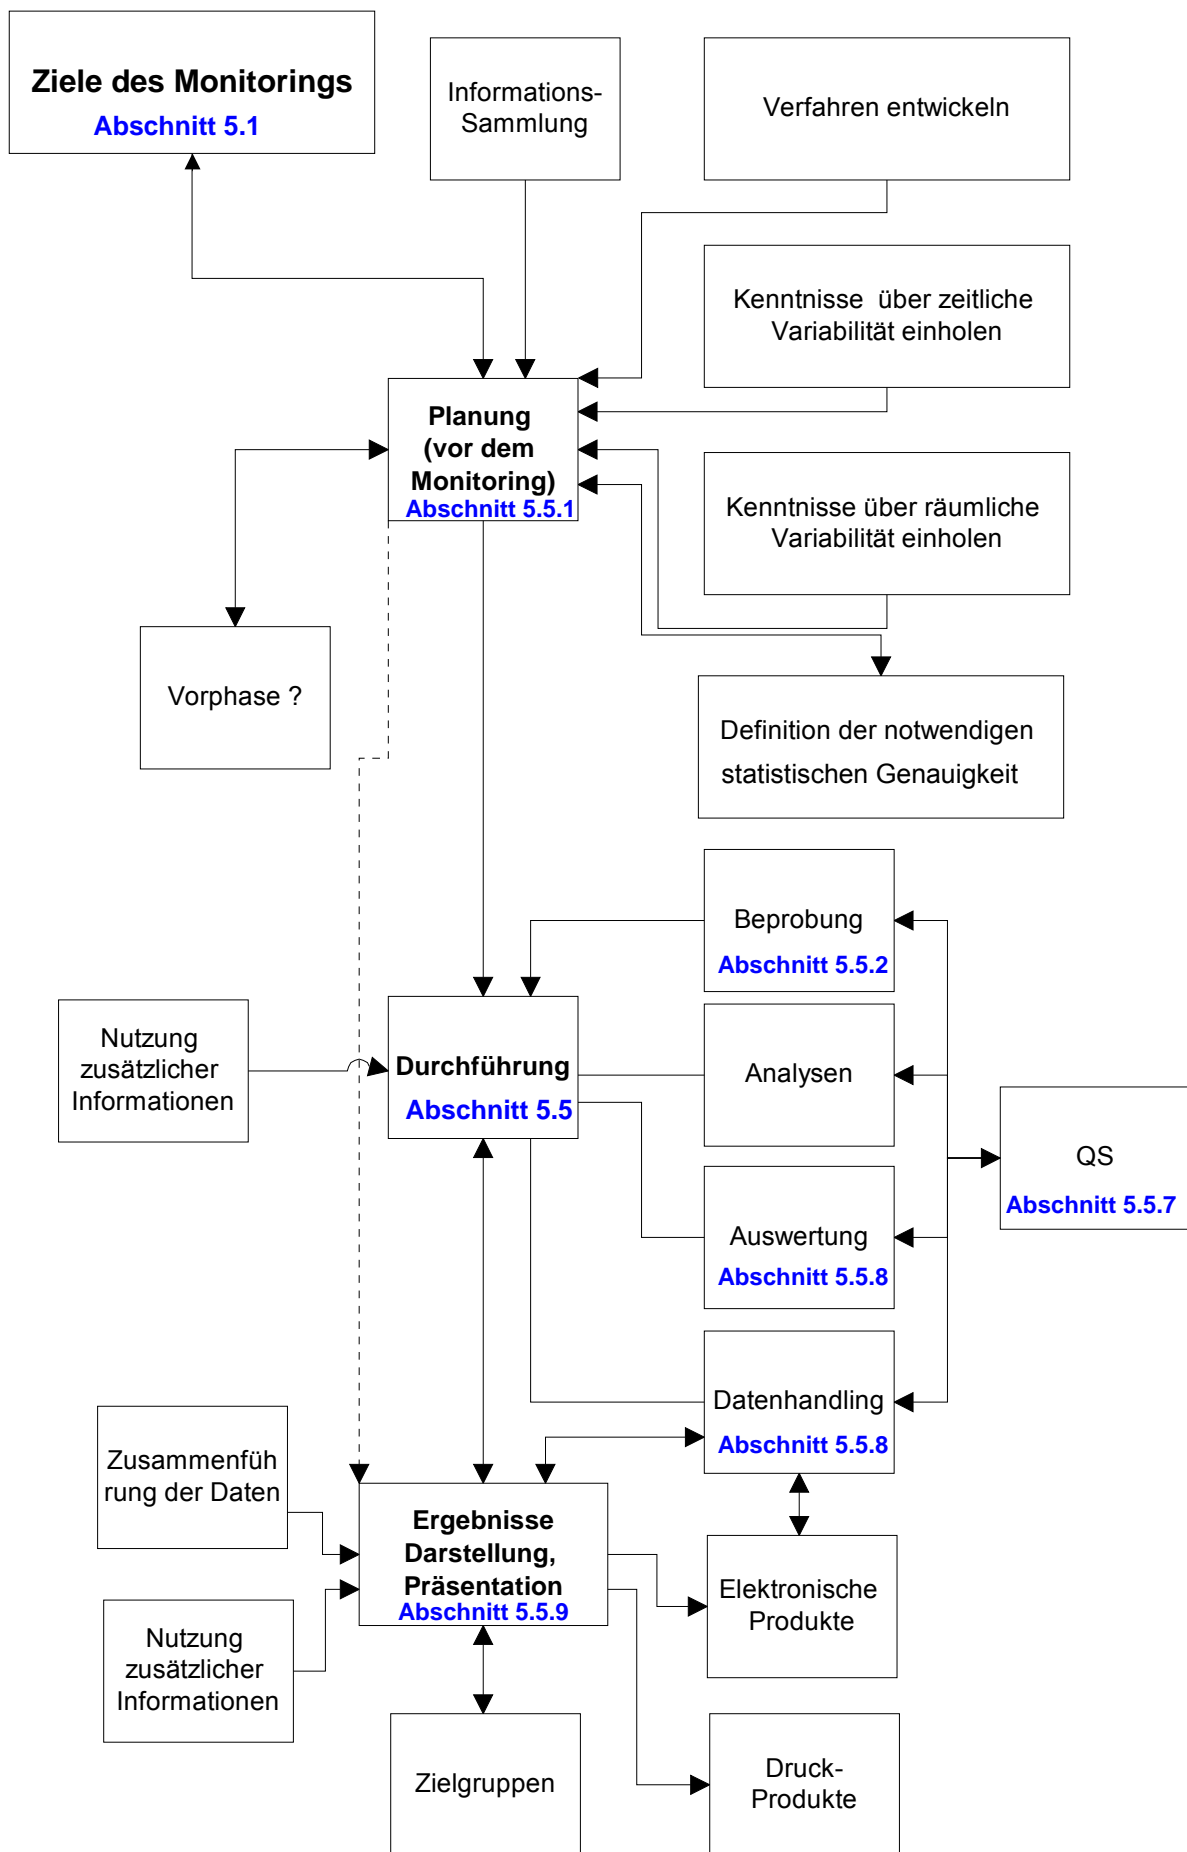 Ziele des Monitorings
Abschnitt 5.1
Informations-
Sammlung
Verfahren entwickeln
Kenntnisse  über zeitliche
Variabilität einholen
Planung
(vor dem
Monitoring)
Abschnitt 5.5.1
Kenntnisse über räumliche
Variabilität einholen
Vorphase ?
Definition der notwendigen
statistischen Genauigkeit
Beprobung
Abschnitt 5.5.2
Nutzung
zusätzlicher
Informationen
Durchführung
Abschnitt 5.5
Analysen
QS
Abschnitt 5.5.7
Auswertung
Abschnitt 5.5.8
Datenhandling
Abschnitt 5.5.8
Zusammenfüh
rung der Daten
Ergebnisse
Darstellung,
Präsentation
Abschnitt 5.5.9
Elektronische
Produkte
Nutzung
zusätzlicher
Informationen
Zielgruppen
Druck-
Produkte